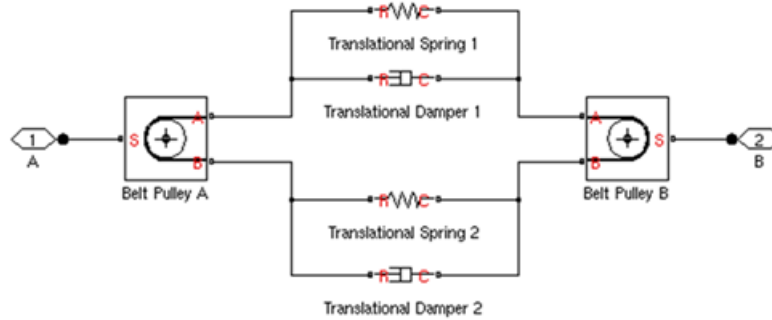 R C
Translational Spring 1
R C
Translational Damper 1
1 S A A S 2
A B B B
Belt Pulley A Belt Pulley B
R C
Translational Spring 2
R C
Translational Damper 2